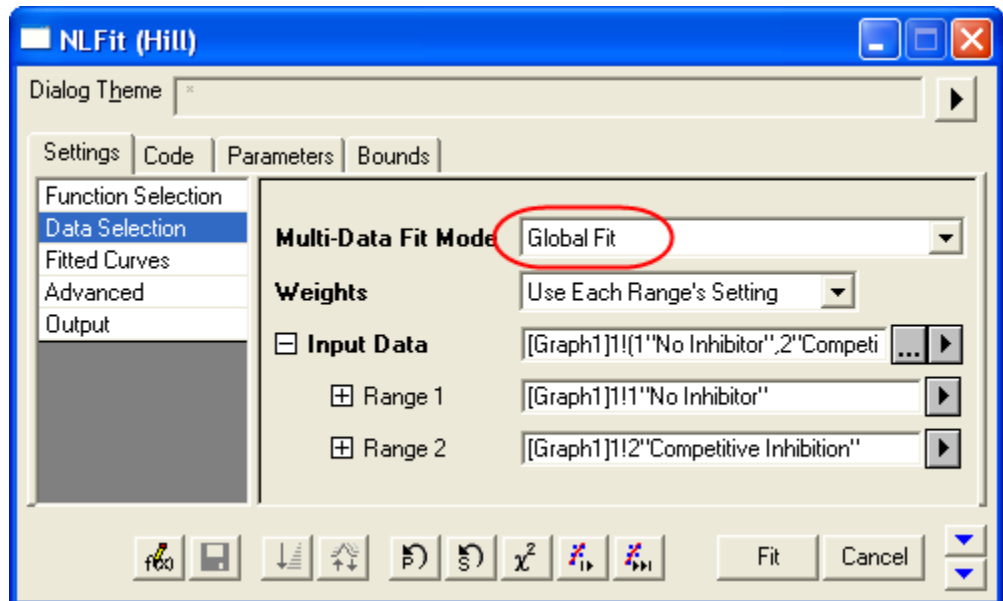 NLFit (Hill)
Dialog Theme *
Settings Code Parameters Bounds
Function Selection
Data Selection
Fitted Curves
Advanced
Output
Multi-Data Fit Mode Global Fit
Weights Use Each Range's Setting
Input Data [Graph1]1!(1"No Inhibitor",2"Competi ...
Range 1 [Graph1]1!1"No Inhibitor"
Range 2 [Graph1]1!2"Competitive Inhibition"
f(x) P S χ² Fit Cancel